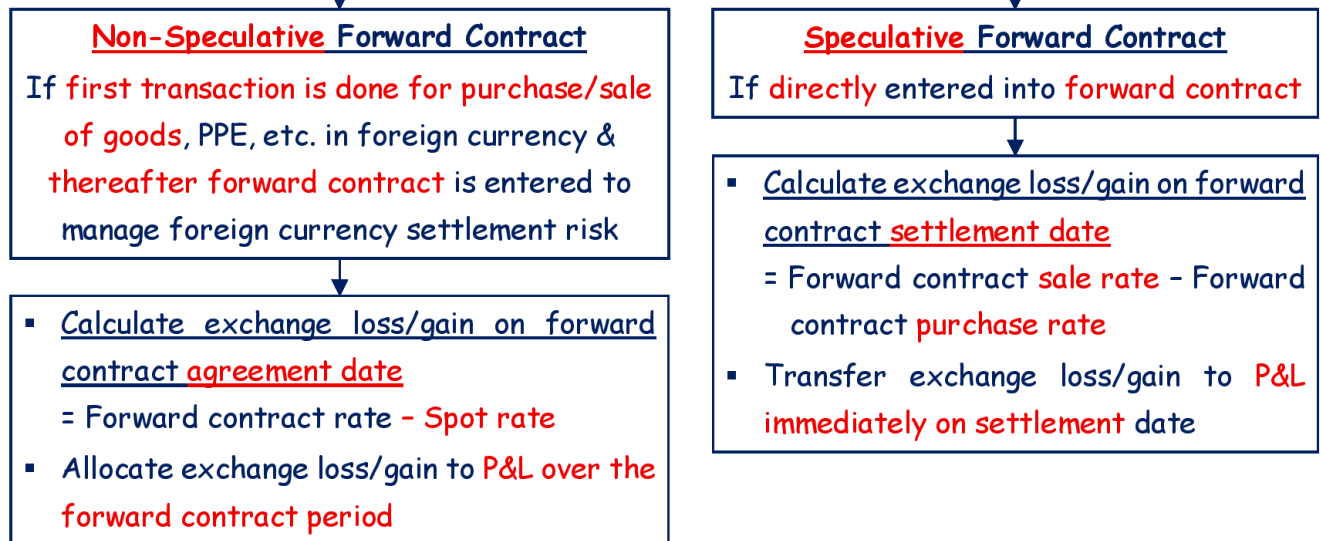 Non-Speculative Forward Contract
If first transaction is done for purchase/sale
of goods, PPE, etc. in foreign currency &
thereafter forward contract is entered to
manage foreign currency settlement risk
▪ Calculate exchange loss/gain on forward
contract agreement date
= Forward contract rate – Spot rate
▪ Allocate exchange loss/gain to P&L over the
forward contract period
Speculative Forward Contract
If directly entered into forward contract
▪ Calculate exchange loss/gain on forward
contract settlement date
= Forward contract sale rate – Forward
contract purchase rate
▪ Transfer exchange loss/gain to P&L
immediately on settlement date